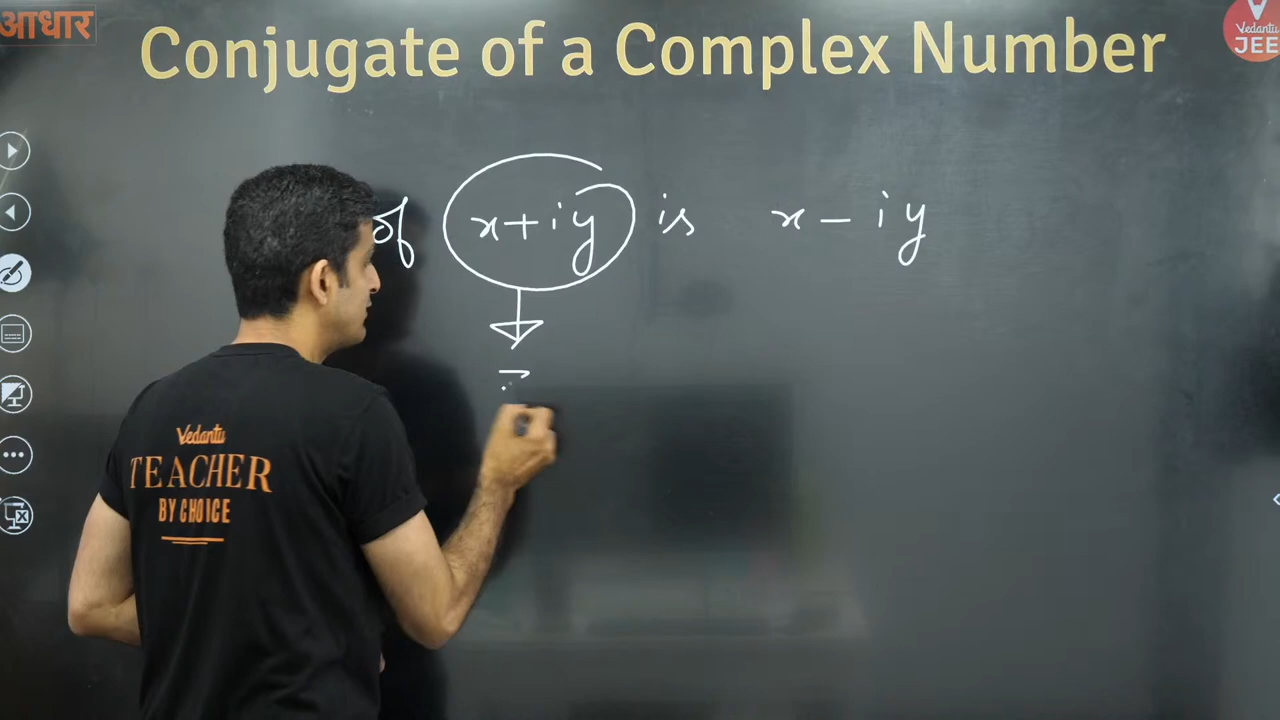 आधार
Conjugate of a Complex Number
Vedantu
JEE
of x + iy is x - iy
Vedantu
TEACHER
BY CHOICE